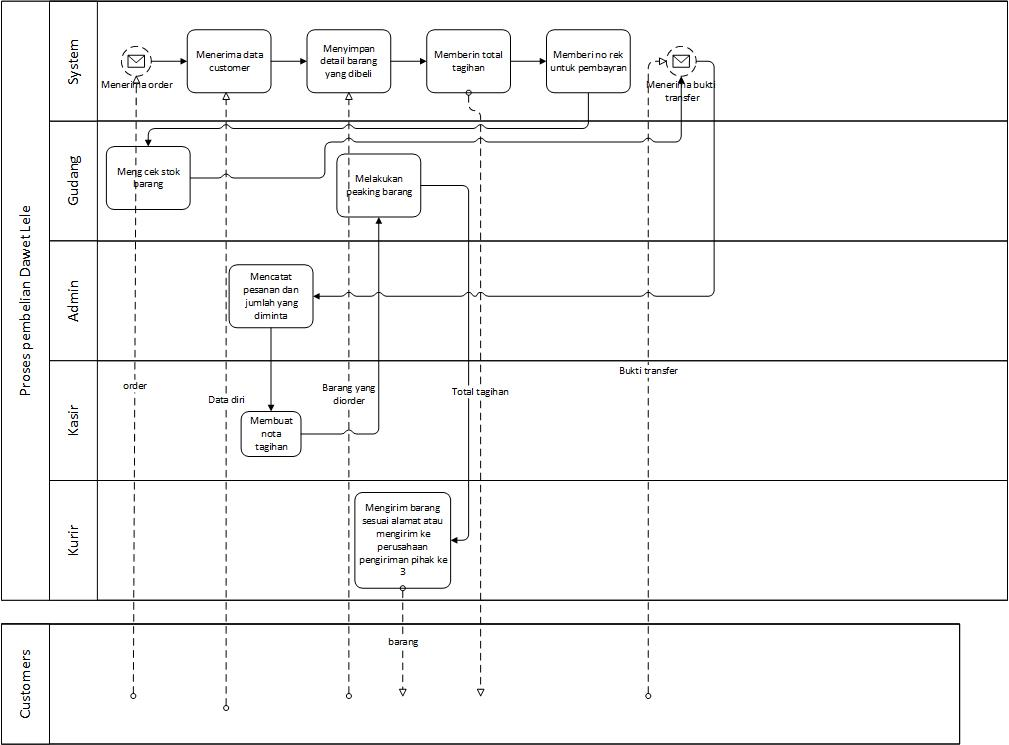 Proses pembelian Dawet Lele
System
Menerima order
Menerima data
customer
Menyimpan
detail barang
yang dibeli
Memberin total
tagihan
Memberi no rek
untuk pembayran
Menerima bukti
transfer
Gudang
Meng cek stok
barang
Melakukan
peaking barang
Admin
Mencatat
pesanan dan
jumlah yang
diminta
Kasir
order
Data diri
Barang yang
diorder
Total tagihan
Bukti transfer
Membuat
nota
tagihan
Kurir
Mengirim barang
sesuai alamat atau
mengirim ke
perusahaan
pengiriman pihak ke
3
Customers
barang